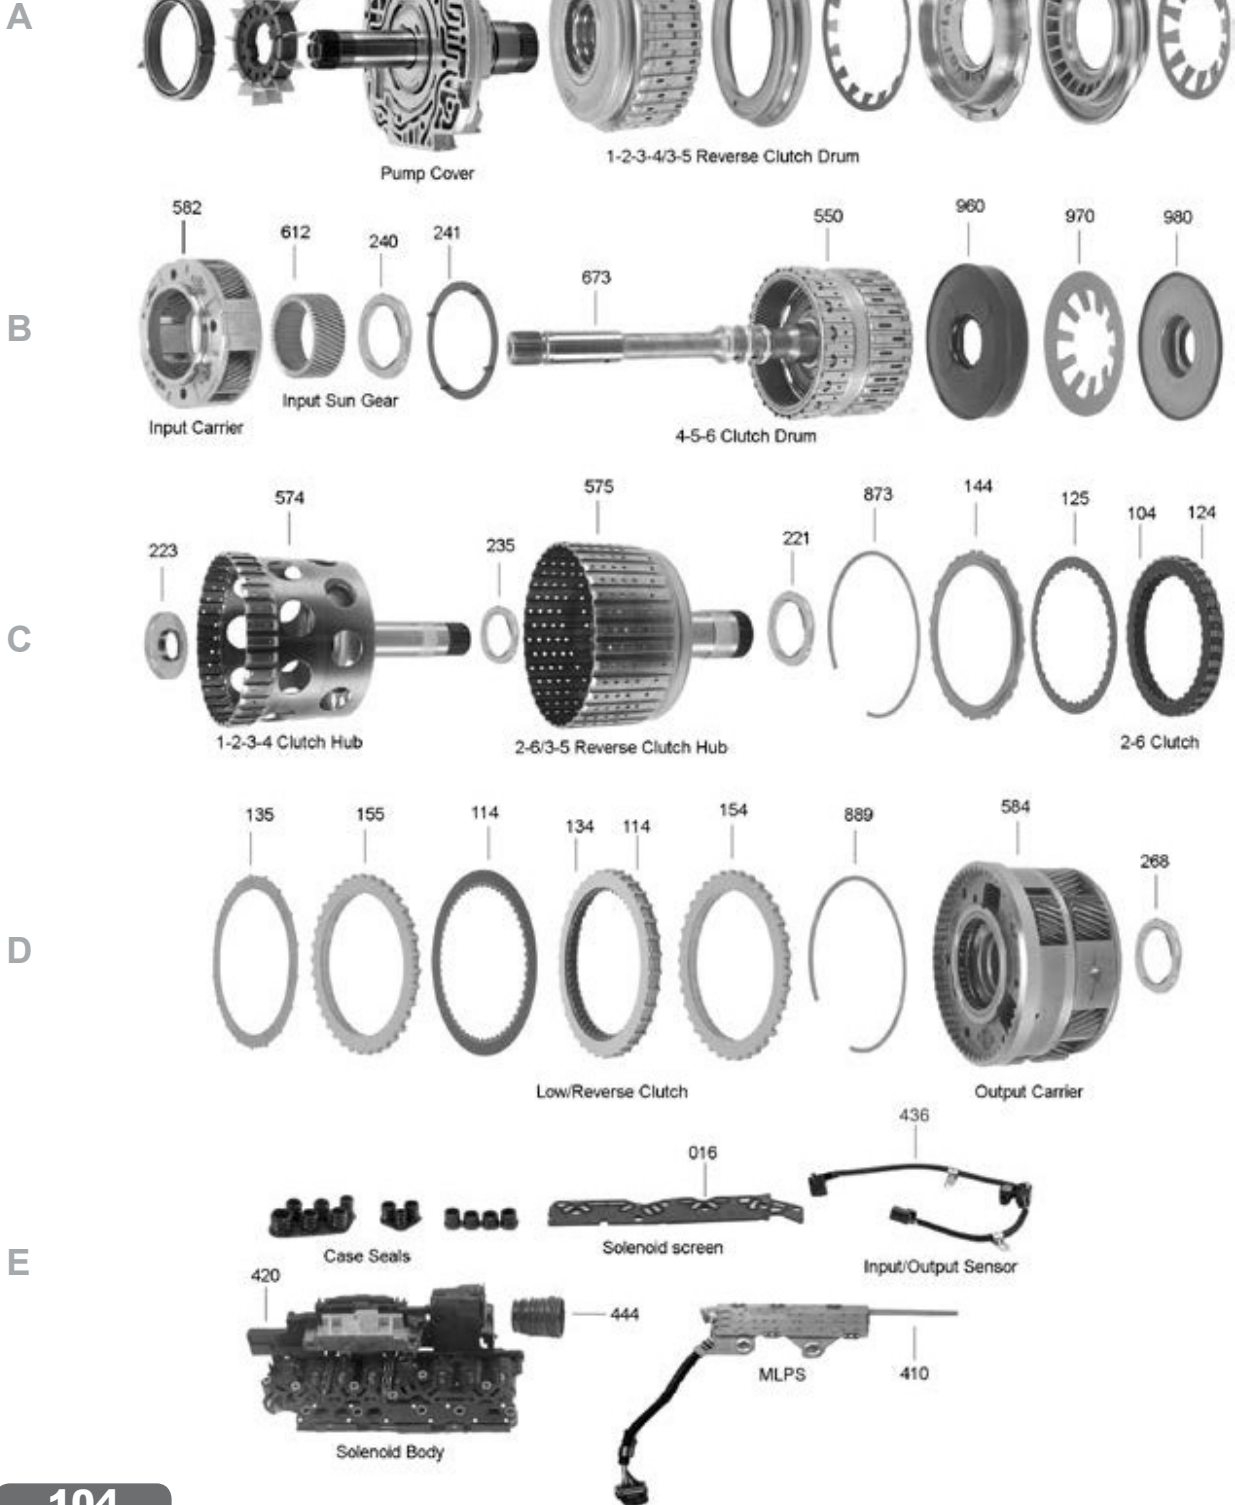 A
1-2-3-4/3-5 Reverse Clutch Drum
Pump Cover
B
582
612
240
241
673
550
960
970
980
Input Sun Gear
Input Carrier
4-5-6 Clutch Drum
C
223
574
235
575
221
873
144
125
104
124
1-2-3-4 Clutch Hub
2-6/3-5 Reverse Clutch Hub
2-6 Clutch
D
135
155
114
134
114
154
889
584
268
Low/Reverse Clutch
Output Carrier
E
016
436
Case Seals
Solenoid screen
Input/Output Sensor
420
444
MLPS
410
Solenoid Body
104